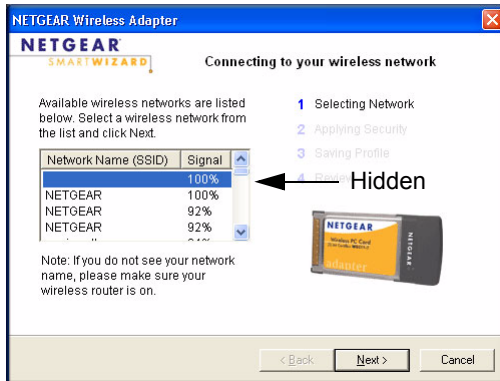 NETGEAR Wireless Adapter
NETGEAR
SMARTWIZARD
Connecting to your wireless network
Available wireless networks are listed
below. Select a wireless network from
the list and click Next.
Network Name (SSID) Signal
100%
NETGEAR 100%
NETGEAR 92%
NETGEAR 92%
Note: If you do not see your network
name, please make sure your
wireless router is on.
1 Selecting Network
2 Applying Security
3 Saving Profile
4 Review
Hidden
NETGEAR
Wireless PC Card
adapter
NETGEAR
< Back
Next >
Cancel